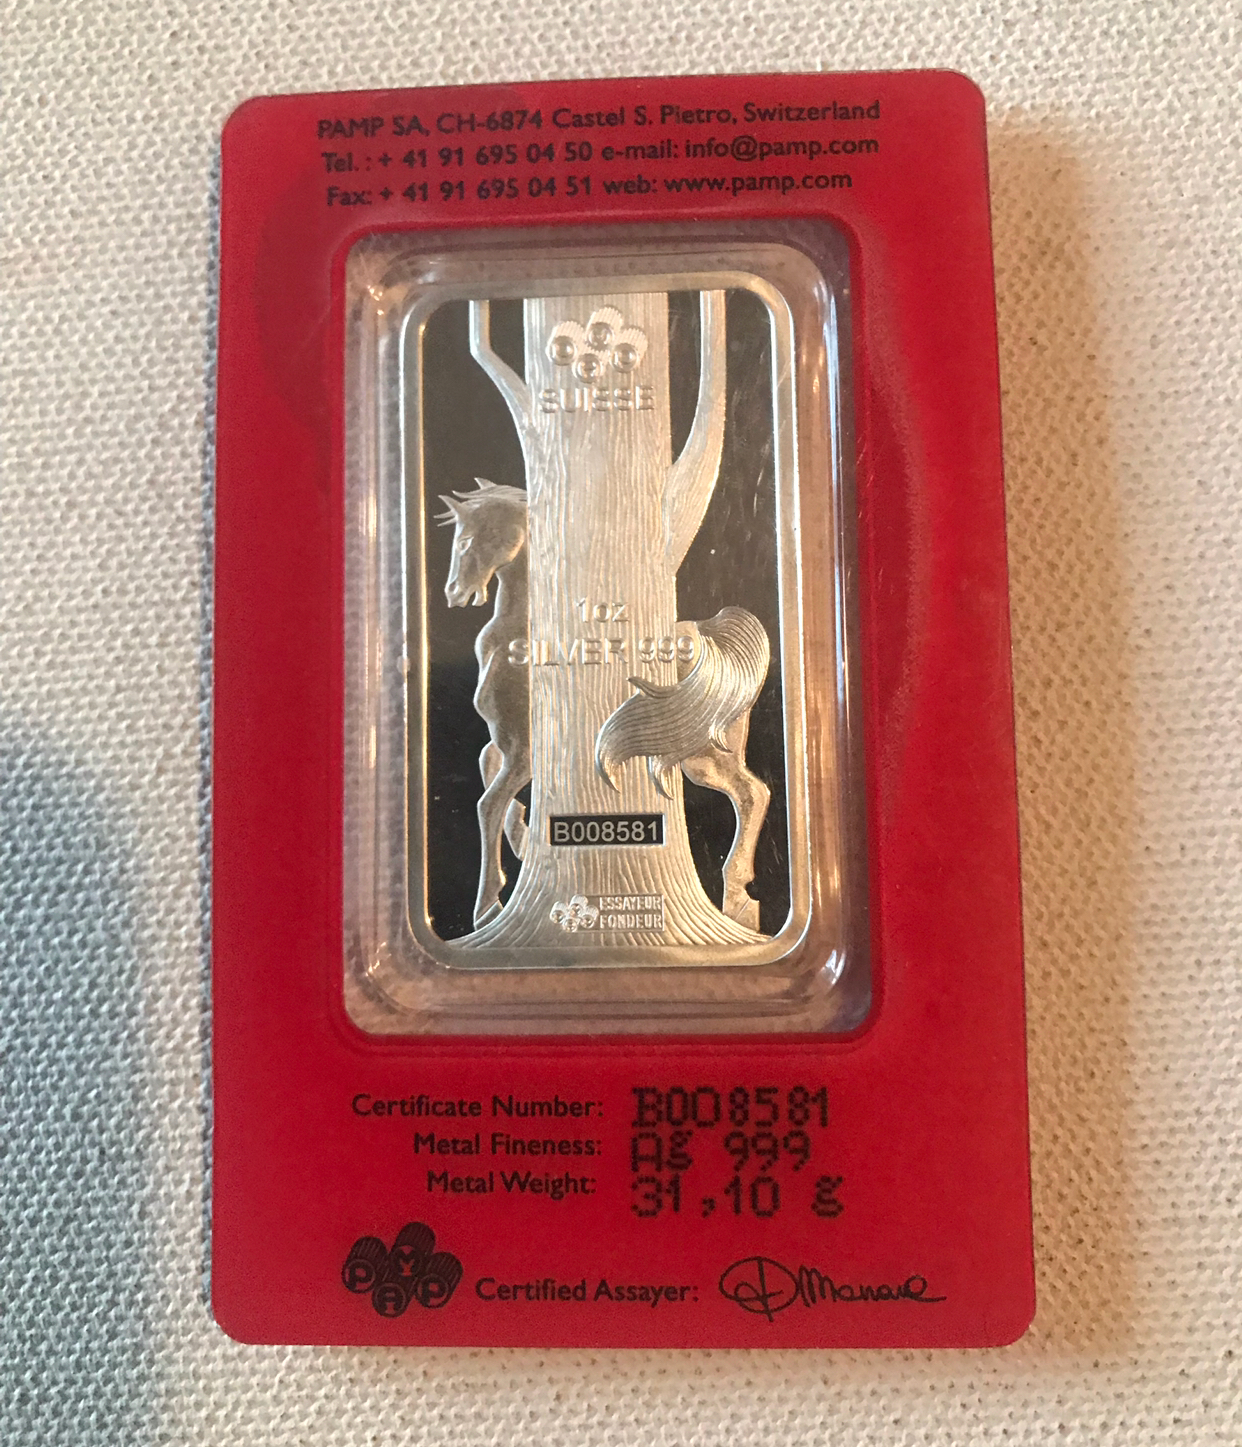 PAMP SA, CH-6874 Castel S. Pietro, Switzerland
Tel. : + 41 91 695 04 50 e-mail: info@pamp.com
Fax: + 41 91 695 04 51 web: www.pamp.com
SUISSE
1oz
SILVER 999
B008581
ESSAYEUR
FONDEUR
Certificate Number: B008581
Metal Fineness: Ag 999
Metal Weight: 31,10 g
PAMP
Certified Assayer: